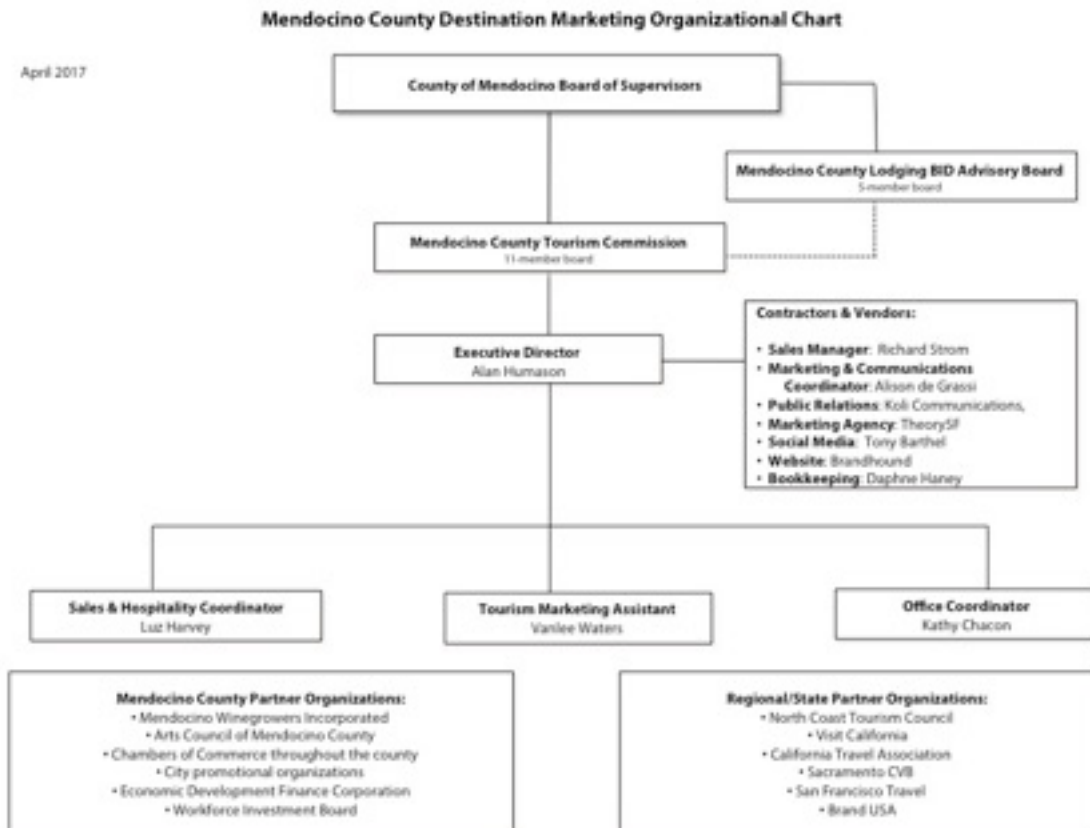 Mendocino County Destination Marketing Organizational Chart
April 2017
County of Mendocino Board of Supervisors
Mendocino County Lodging BID Advisory Board
5-member board
Mendocino County Tourism Commission
11-member board
Executive Director
Alan Humason
Contractors & Vendors:
• Sales Manager: Richard Strom
• Marketing & Communications
Coordinator: Alison de Grassi
• Public Relations: Koli Communications,
• Marketing Agency: TheorySF
• Social Media: Tony Barthel
• Website: Brandhound
• Bookkeeping: Daphne Haney
Sales & Hospitality Coordinator
Luz Harvey
Tourism Marketing Assistant
Vanlee Waters
Office Coordinator
Kathy Chacon
Mendocino County Partner Organizations:
• Mendocino Winegrowers Incorporated
• Arts Council of Mendocino County
• Chambers of Commerce throughout the county
• City promotional organizations
• Economic Development Finance Corporation
• Workforce Investment Board
Regional/State Partner Organizations:
• North Coast Tourism Council
• Visit California
• California Travel Association
• Sacramento CVB
• San Francisco Travel
• Brand USA